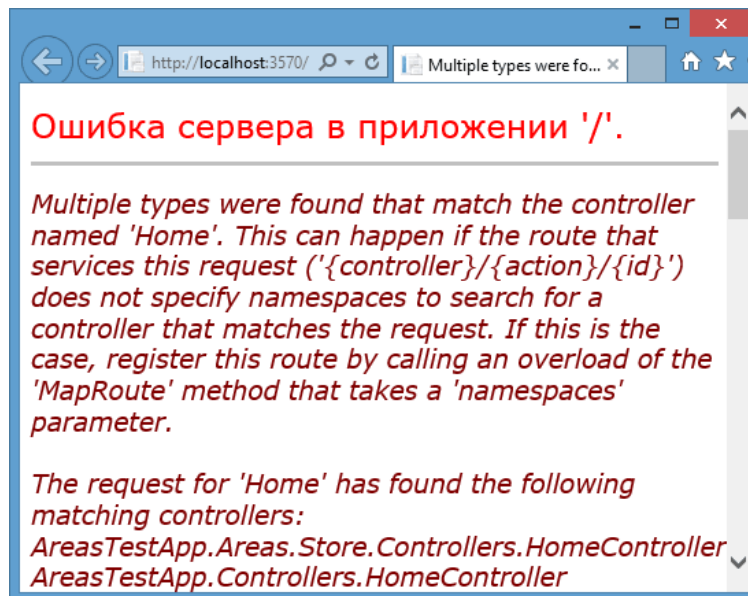 http://localhost:3570/
Multiple types were fo...
Ошибка сервера в приложении '/'.
Multiple types were found that match the controller
named 'Home'. This can happen if the route that
services this request ('{controller}/{action}/{id}')
does not specify namespaces to search for a
controller that matches the request. If this is the
case, register this route by calling an overload of the
'MapRoute' method that takes a 'namespaces'
parameter.
The request for 'Home' has found the following
matching controllers:
AreasTestApp.Areas.Store.Controllers.HomeController
AreasTestApp.Controllers.HomeController